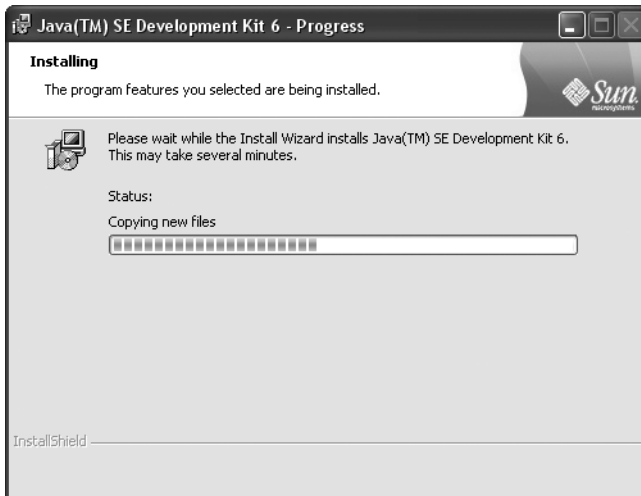 Java(TM) SE Development Kit 6 - Progress
Installing
The program features you selected are being installed.
Sun
microsystems
Please wait while the Install Wizard installs Java(TM) SE Development Kit 6.
This may take several minutes.
Status:
Copying new files
InstallShield